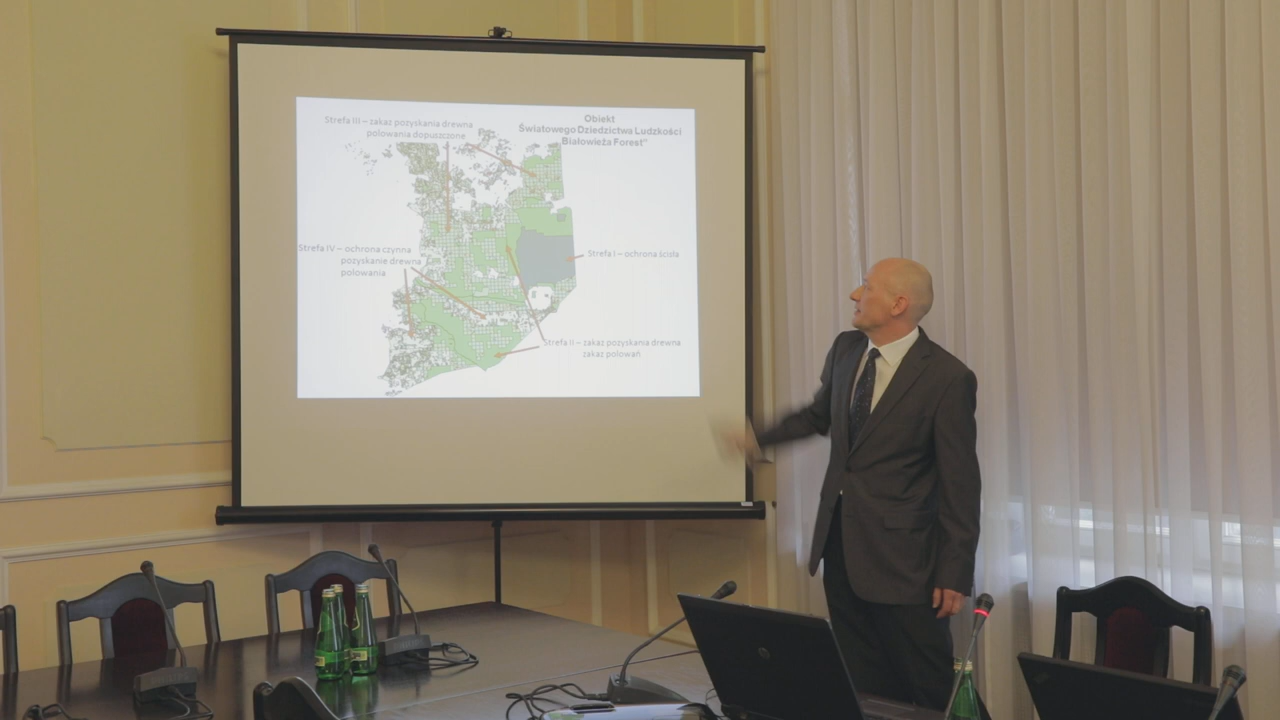 Obiekt
Światowego Dziedzictwa Ludzkości
Białowieża Forest"
Strefa III – zakaz pozyskania drewna
polowania dopuszczone
Strefa IV – ochrona czynna
pozyskanie drewna
polowania
Strefa I – ochrona ścisła
Strefa II – zakaz pozyskania drewna
zakaz polowań